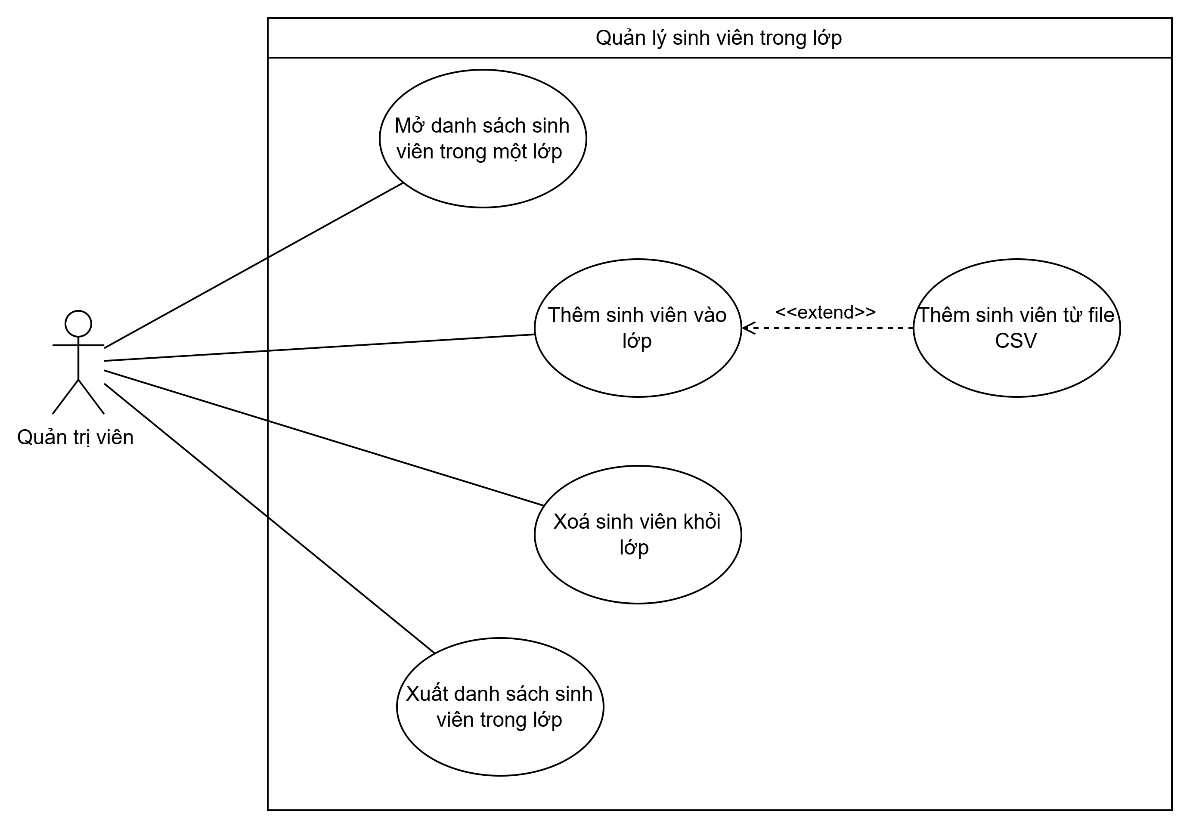 Quản lý sinh viên trong lớp
Mở danh sách sinh
viên trong một lớp
Thêm sinh viên vào
lớp
<<extend>>
Thêm sinh viên từ file
CSV
Quản trị viên
Xoá sinh viên khỏi
lớp
Xuất danh sách sinh
viên trong lớp